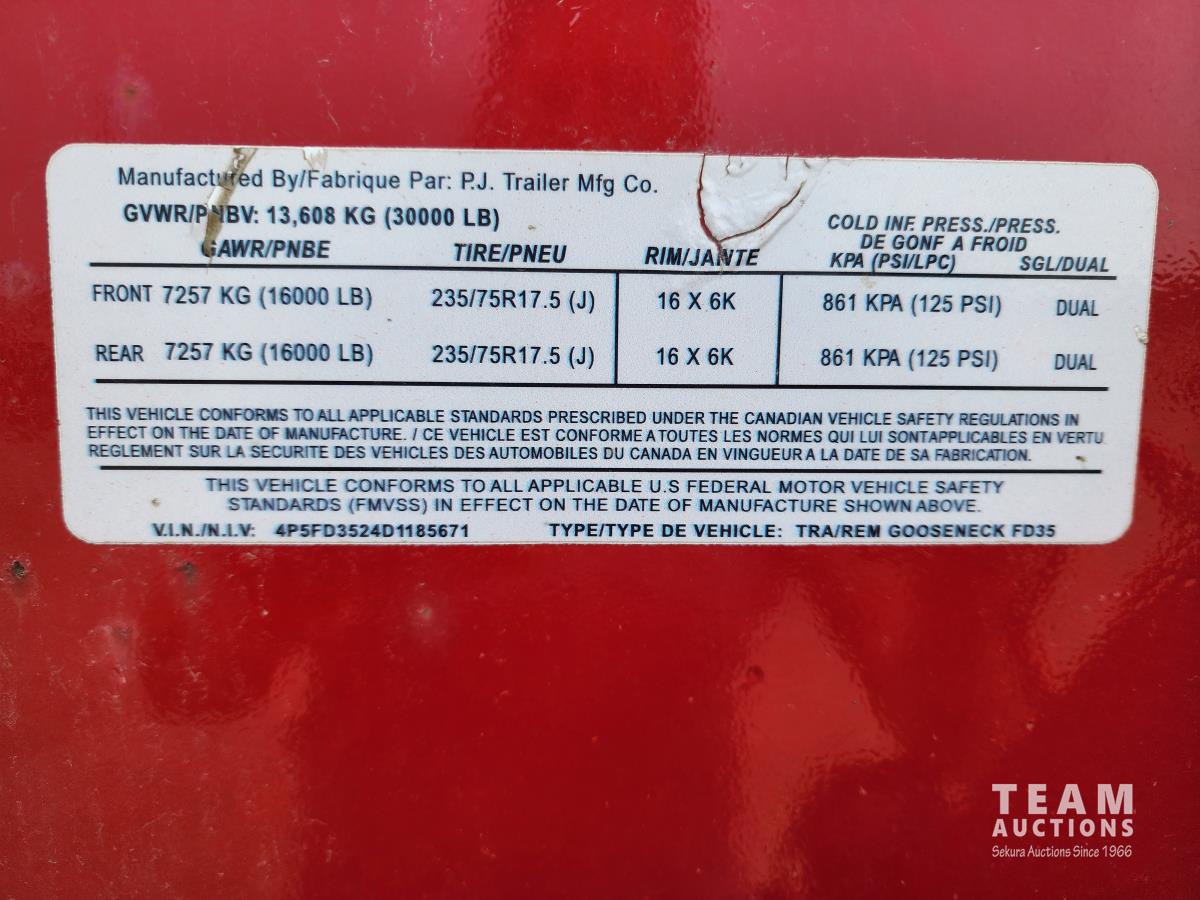 Manufactured By/Fabrique Par: P.J. Trailer Mfg Co.
GVWR/PNBV: 13,608 KG (30000 LB)
GAWR/PNBE TIRE/PNEU RIM/JANTE COLD INF. PRESS./PRESS.
DE GONF A FROID
KPA (PSI/LPC) SGL/DUAL
FRONT 7257 KG (16000 LB) 235/75R17.5 (J) 16 X 6K 861 KPA (125 PSI) DUAL
REAR 7257 KG (16000 LB) 235/75R17.5 (J) 16 X 6K 861 KPA (125 PSI) DUAL
THIS VEHICLE CONFORMS TO ALL APPLICABLE STANDARDS PRESCRIBED UNDER THE CANADIAN VEHICLE SAFETY REGULATIONS IN
EFFECT ON THE DATE OF MANUFACTURE. / CE VEHICLE EST CONFORME A TOUTES LES NORMES QUI LUI SONTAPPLICABLES EN VERTU
REGLEMENT SUR LA SECURITE DES VEHICLES DES AUTOMOBILES DU CANADA EN VINGUEUR A LA DATE DE SA FABRICATION.
THIS VEHICLE CONFORMS TO ALL APPLICABLE U.S FEDERAL MOTOR VEHICLE SAFETY
STANDARDS (FMVSS) IN EFFECT ON THE DATE OF MANUFACTURE SHOWN ABOVE.
V.I.N./N.I.V: 4P5FD3524D1185671 TYPE/TYPE DE VEHICLE: TRA/REM GOOSENECK FD35
TEAM
AUCTIONS
Sekura Auctions Since 1966